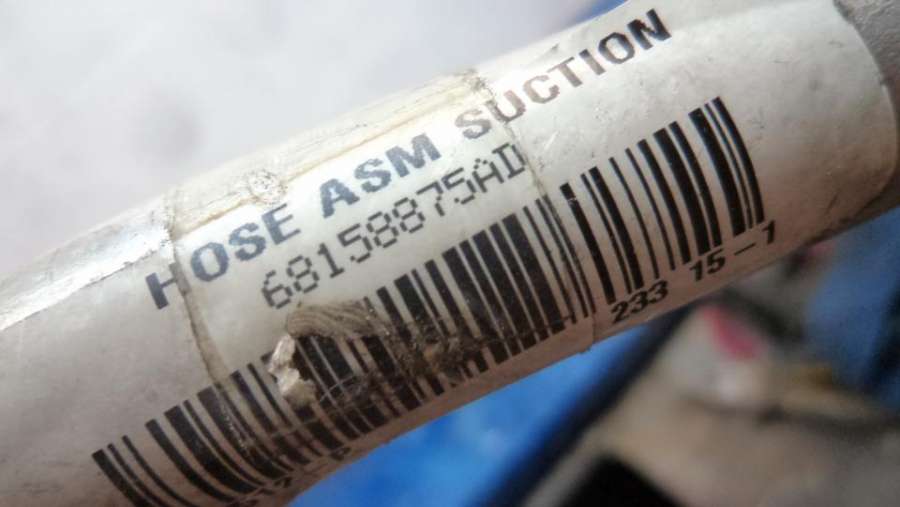 HOSE ASM SUCTION
68158875AD
233 15-1